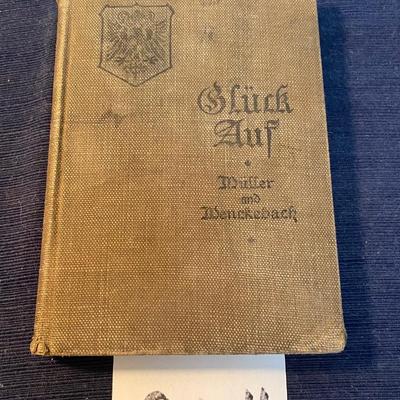 Glück
Auf
Müller
and
Wenckebach